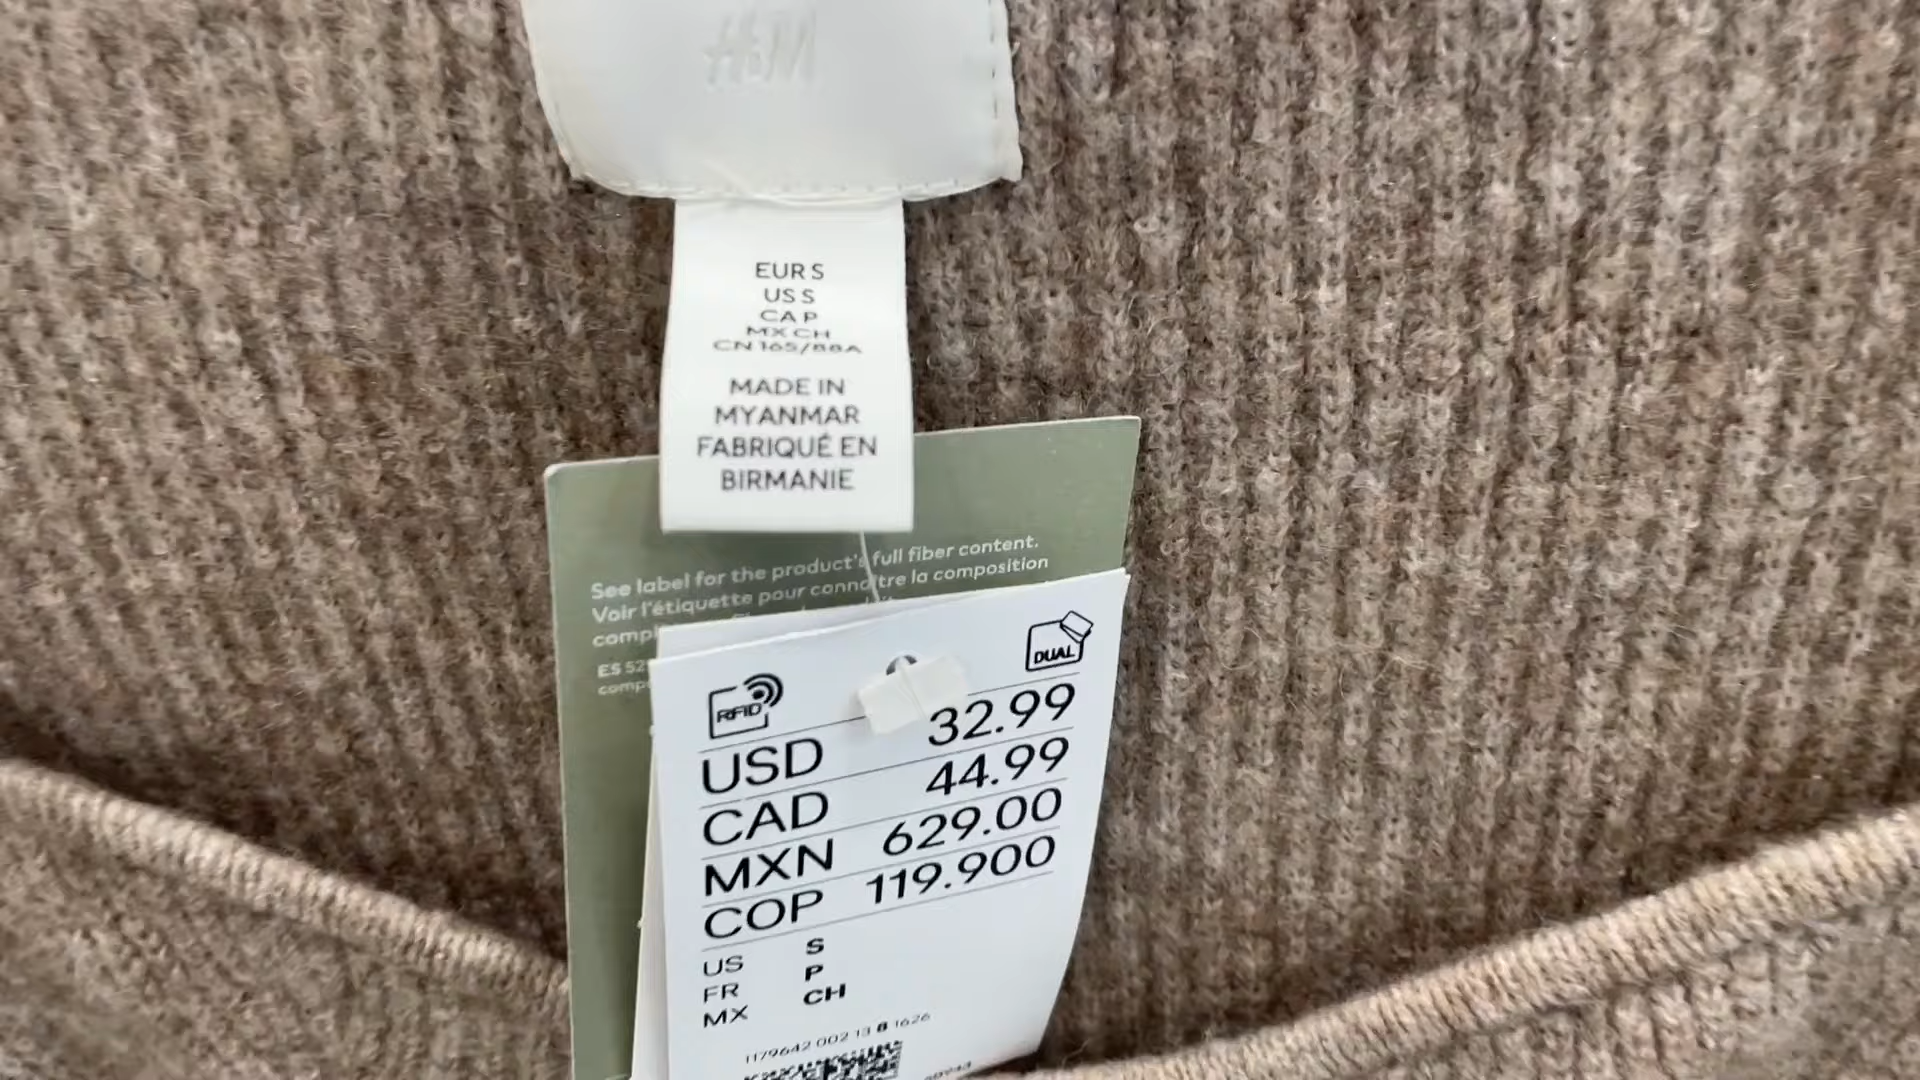 H&M
EUR S
US S
CA P
MX CH
CN 165/88A
MADE IN
MYANMAR
FABRIQUÉ EN
BIRMANIE
See label for the product's full fiber content.
Voir l'étiquette pour connaître la composition
ES
RFID
DUAL
USD 32.99
CAD 44.99
MXN 629.00
COP 119.900
US S
FR P
MX CH
1179642 002 13 8 1626